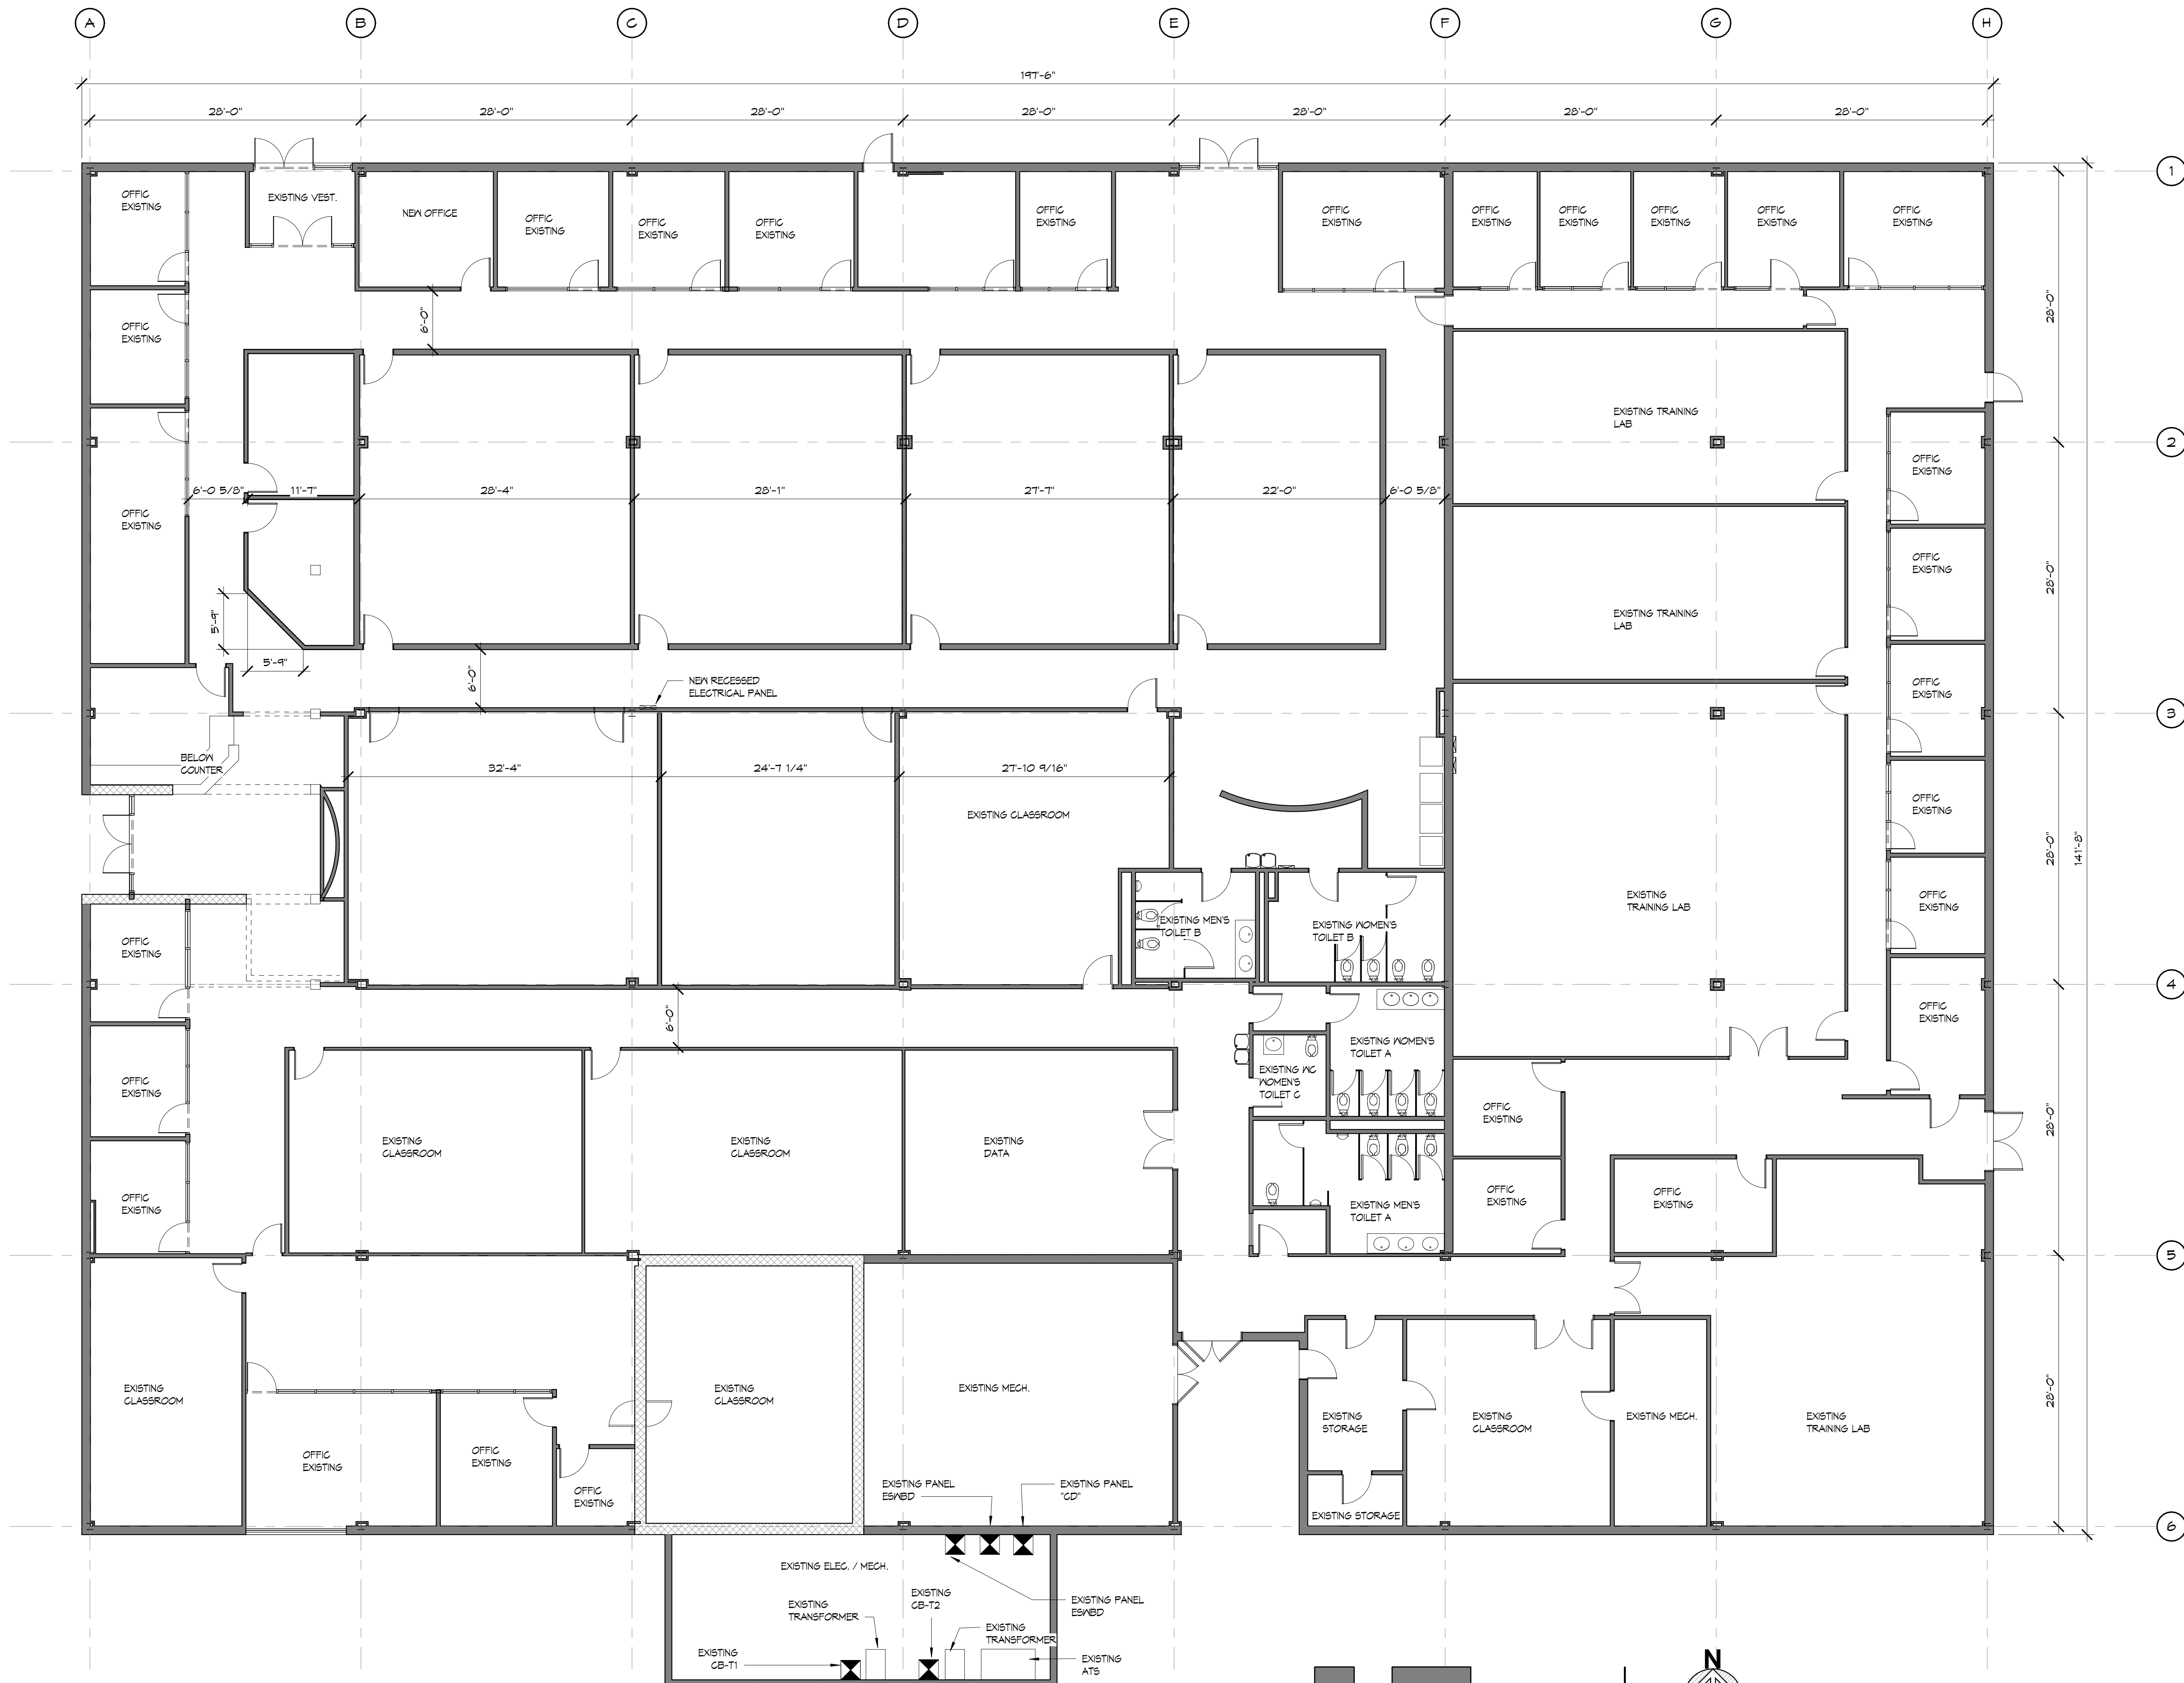 A B C D E F G H
197'-6"
28'-0" 28'-0" 28'-0" 28'-0" 28'-0" 28'-0" 28'-0"
1
OFFIC
EXISTING
EXISTING VEST.
NEW OFFICE
OFFIC
EXISTING
OFFIC
EXISTING
OFFIC
EXISTING
OFFIC
EXISTING
OFFIC
EXISTING
OFFIC
EXISTING
OFFIC
EXISTING
OFFIC
EXISTING
OFFIC
EXISTING
OFFIC
EXISTING
28'-0"
6'-0"
OFFIC
EXISTING
EXISTING TRAINING
LAB
2
OFFIC
EXISTING
6'-0 5/8"
11'-7"
28'-4"
28'-1"
27'-7"
22'-0"
6'-0 5/8"
OFFIC
EXISTING
OFFIC
EXISTING
28'-0"
5'-9"
5'-9"
EXISTING TRAINING
LAB
6'-0"
NEW RECESSED
ELECTRICAL PANEL
OFFIC
EXISTING
3
BELOW
COUNTER
32'-4"
24'-7 1/4"
27'-10 9/16"
EXISTING CLASSROOM
OFFIC
EXISTING
28'-0"
141'-8"
EXISTING
TRAINING LAB
OFFIC
EXISTING
EXISTING MEN'S
TOILET B
EXISTING WOMEN'S
TOILET B
OFFIC
EXISTING
4
6'-0"
OFFIC
EXISTING
EXISTING WOMEN'S
TOILET A
EXISTING WC
WOMEN'S
TOILET C
OFFIC
EXISTING
OFFIC
EXISTING
28'-0"
EXISTING
CLASSROOM
EXISTING
CLASSROOM
EXISTING
DATA
OFFIC
EXISTING
EXISTING MEN'S
TOILET A
OFFIC
EXISTING
OFFIC
EXISTING
5
EXISTING
CLASSROOM
EXISTING
CLASSROOM
EXISTING MECH.
28'-0"
EXISTING
STORAGE
EXISTING
CLASSROOM
EXISTING MECH.
EXISTING
TRAINING LAB
OFFIC
EXISTING
OFFIC
EXISTING
OFFIC
EXISTING
EXISTING PANEL
ESWBD
EXISTING PANEL
"CD"
EXISTING STORAGE
6
EXISTING ELEC. / MECH.
EXISTING
TRANSFORMER
EXISTING
CB-T2
EXISTING PANEL
ESWBD
EXISTING
TRANSFORMER
EXISTING
CB-T1
EXISTING
ATS
N